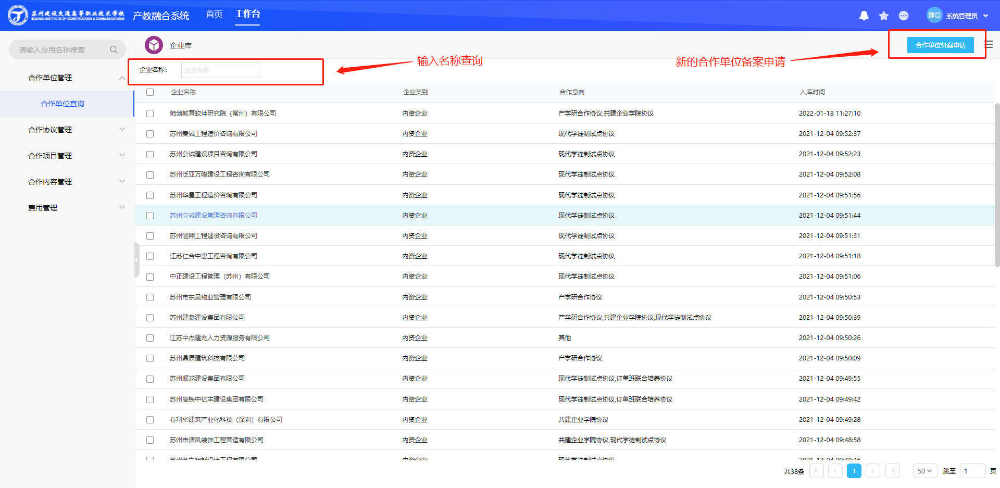 苏州建设交通高等职业技术学校
SUZHOU INSTITUTE OF CONSTRUCTION & COMMUNICATIONS
产教融合系统 首页 工作台 理员 系统管理员
请输入应用名称搜索
合作单位管理
合作单位查询
合作协议管理
合作项目管理
合作内容管理
费用管理
企业库
合作单位备案申请
新的合作单位备案申请
企业名称： 企业名称
输入名称查询
企业名称 企业类别 合作意向 入库时间
师创教育软件研究院（常州）有限公司 内资企业 产学研合作协议,共建企业学院协议 2022-01-18 11:27:10
苏州秉诚工程造价咨询有限公司 内资企业 现代学徒制试点协议 2021-12-04 09:52:37
苏州公诚建设项目咨询有限公司 内资企业 现代学徒制试点协议 2021-12-04 09:52:23
苏州泛亚万隆建设工程咨询有限公司 内资企业 现代学徒制试点协议 2021-12-04 09:52:08
苏州华星工程造价咨询有限公司 内资企业 现代学徒制试点协议 2021-12-04 09:51:56
苏州立诚建设管理咨询有限公司 内资企业 现代学徒制试点协议 2021-12-04 09:51:44
苏州涵熙工程建设咨询有限公司 内资企业 现代学徒制试点协议 2021-12-04 09:51:31
江苏仁合中惠工程咨询有限公司 内资企业 现代学徒制试点协议 2021-12-04 09:51:18
中正建设工程管理（苏州）有限公司 内资企业 现代学徒制试点协议 2021-12-04 09:51:06
苏州市东吴物业管理有限公司 内资企业 产学研合作协议 2021-12-04 09:50:53
苏州建鑫建设集团有限公司 内资企业 产学研合作协议,共建企业学院协议,现代学徒制试点协议 2021-12-04 09:50:39
江苏中杰建兆人力资源服务有限公司 内资企业 其他 2021-12-04 09:50:26
苏州鼎辰建筑科技有限公司 内资企业 产学研合作协议 2021-12-04 09:50:09
苏州顺龙建设集团有限公司 内资企业 现代学徒制试点协议,订单班联合培养协议 2021-12-04 09:49:55
苏州高铁中亿丰建设集团有限公司 内资企业 现代学徒制试点协议,订单班联合培养协议 2021-12-04 09:49:42
有利华建筑产业化科技（深圳）有限公司 内资企业 共建企业学院协议 2021-12-04 09:49:28
苏州市清风装饰工程营造有限公司 内资企业 共建企业学院协议,现代学徒制试点协议 2021-12-04 09:48:58
内资企业 现代学徒制试点协议 2021-12-04 09:48:46
共38条 1 50 跳至 1 页